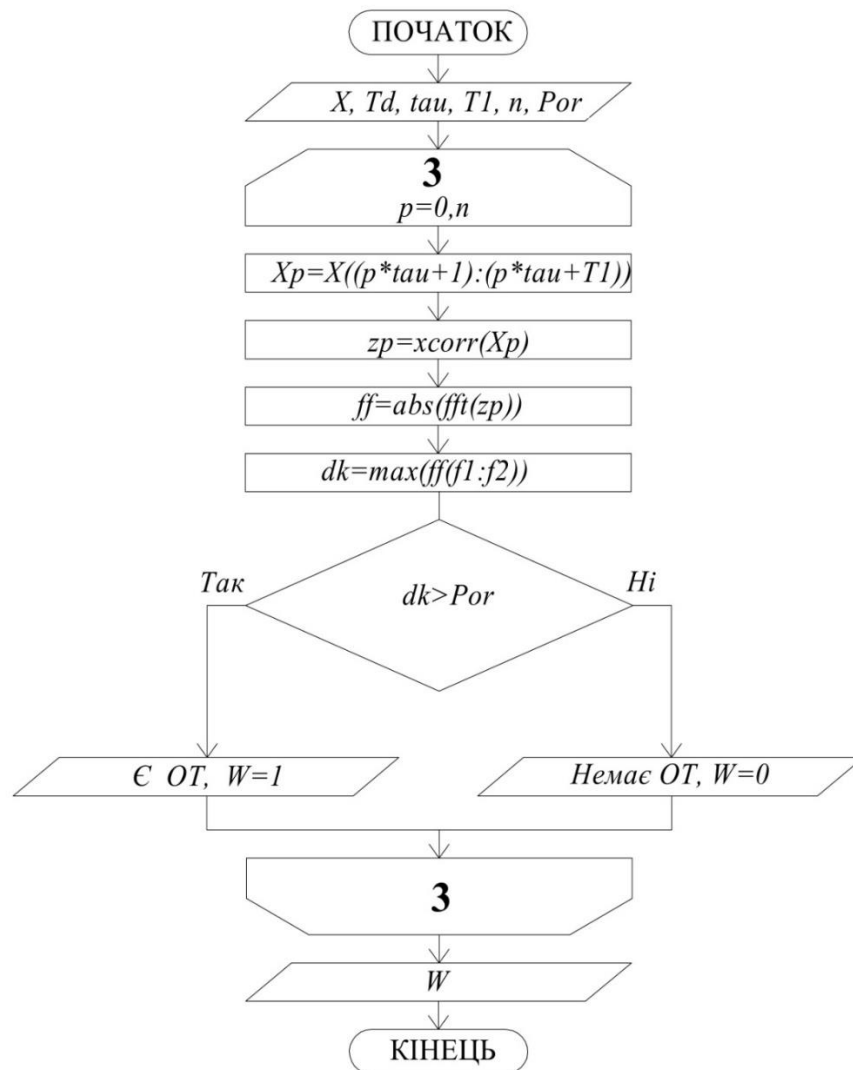 ПОЧАТОК
X, Td, tau, T1, n, Por
3
p=0,n
Xp=X((p*tau+1):(p*tau+T1))
zp=xcorr(Xp)
ff=abs(fft(zp))
dk=max(ff(f1:f2))
Так
dk>Por
Ні
Є ОТ, W=1
Немає ОТ, W=0
3
W
КІНЕЦЬ